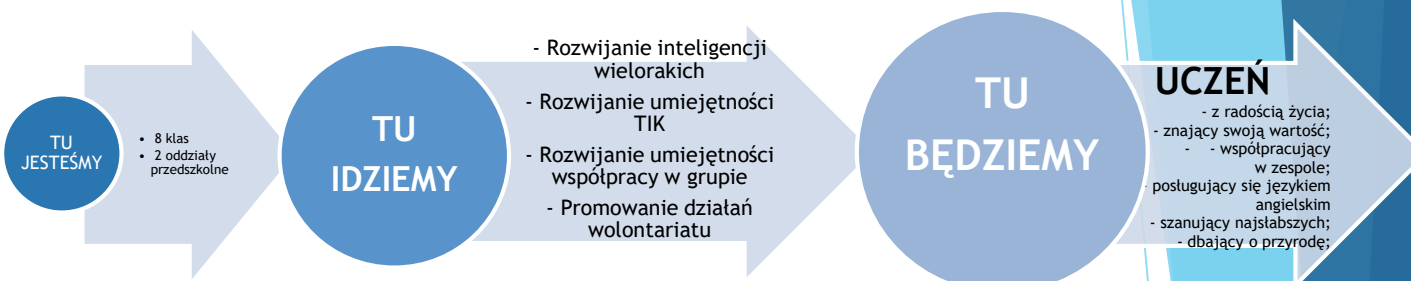 TU
JESTEŚMY
• 8 klas
• 2 oddziały
przedszkolne
TU
IDZIEMY
- Rozwijanie inteligencji
wielorakich
- Rozwijanie umiejętności
TIK
- Rozwijanie umiejętności
współpracy w grupie
- Promowanie działań
wolontariatu
TU
BĘDZIEMY
UCZEŃ
- z radością życia;
- znający swoją wartość;
- - współpracujący
w zespole;
- posługujący się językiem
angielskim
- szanujący najsłabszych;
- dbający o przyrodę;